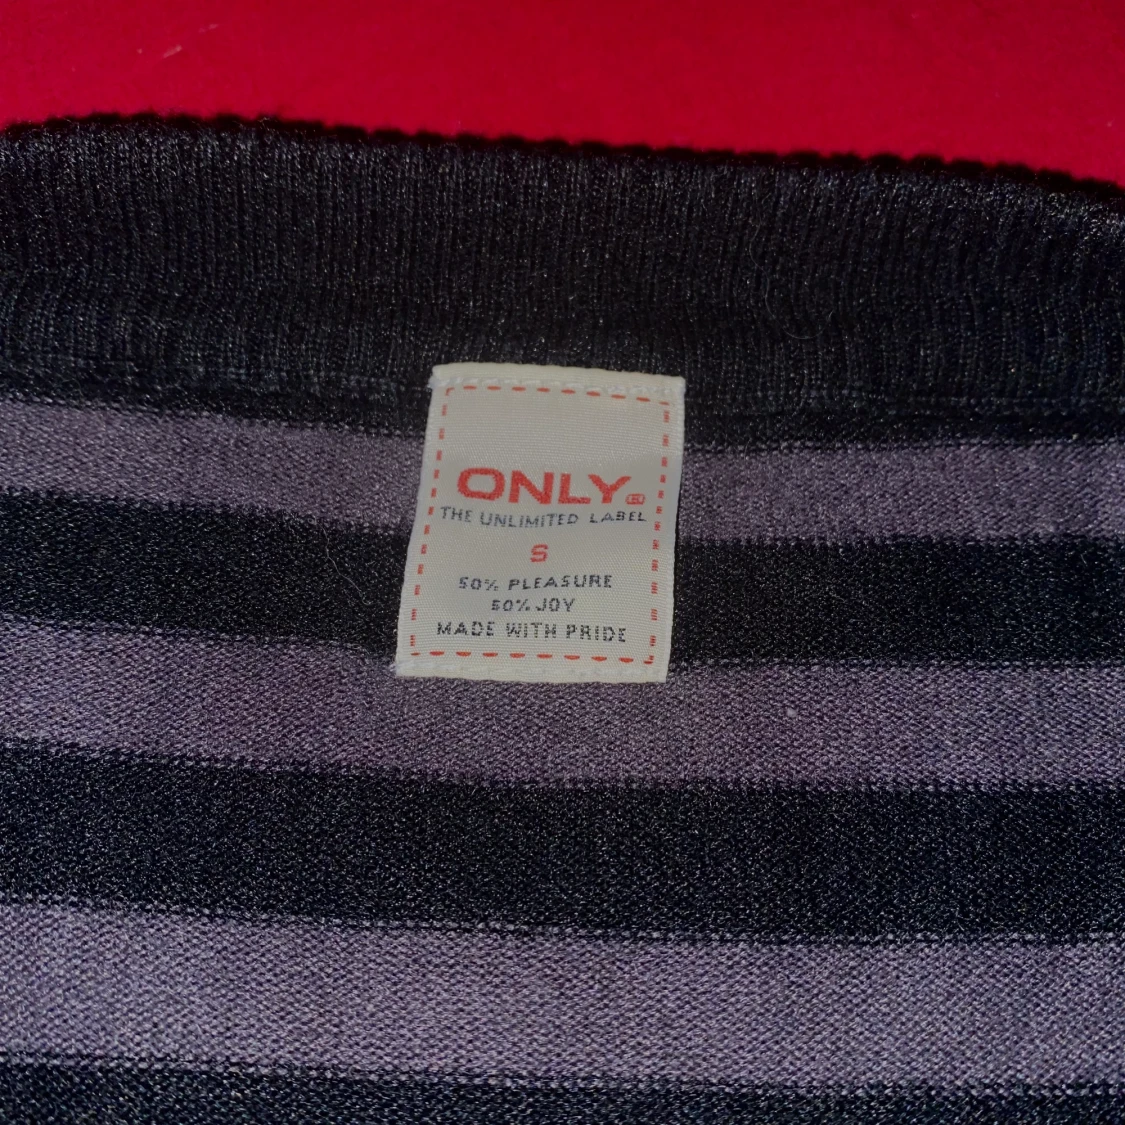 ONLY®
THE UNLIMITED LABEL
S
50% PLEASURE
50% JOY
MADE WITH PRIDE